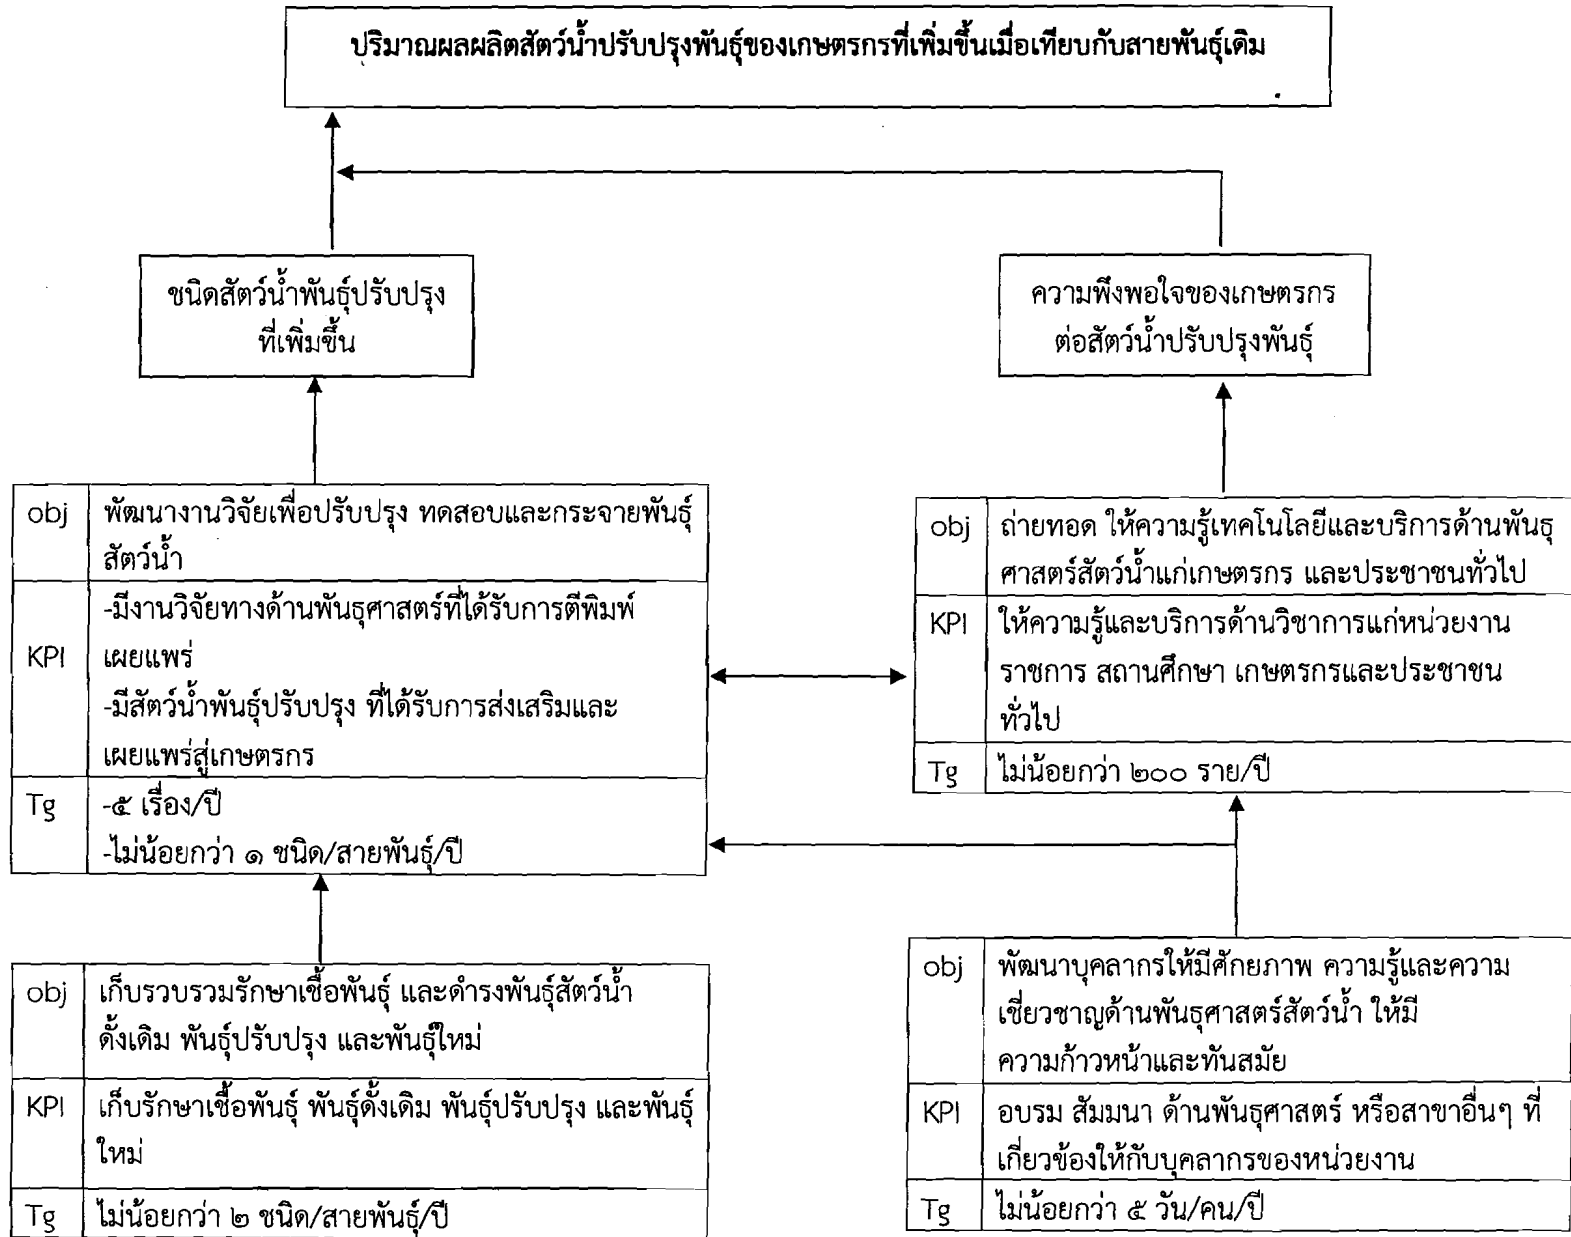 ปริมาณผลผลิตสัตว์น้ำปรับปรุงพันธุ์ของเกษตรกรที่เพิ่มขึ้นเมื่อเทียบกับสายพันธุ์เดิม
ชนิดสัตว์น้ำพันธุ์ปรับปรุง
ที่เพิ่มขึ้น
ความพึงพอใจของเกษตรกร
ต่อสัตว์น้ำปรับปรุงพันธุ์
obj พัฒนางานวิจัยเพื่อปรับปรุง ทดสอบและกระจายพันธุ์
สัตว์น้ำ
-มีงานวิจัยทางด้านพันธุศาสตร์ที่ได้รับการตีพิมพ์
KPI เผยแพร่
-มีสัตว์น้ำพันธุ์ปรับปรุง ที่ได้รับการส่งเสริมและ
เผยแพร่สู่เกษตรกร
Tg -๕ เรื่อง/ปี
-ไม่น้อยกว่า ๑ ชนิด/สายพันธุ์/ปี
obj ถ่ายทอด ให้ความรู้เทคโนโลยีและบริการด้านพันธุ
ศาสตร์สัตว์น้ำแก่เกษตรกร และประชาชนทั่วไป
KPI ให้ความรู้และบริการด้านวิชาการแก่หน่วยงาน
ราชการ สถานศึกษา เกษตรกรและประชาชน
ทั่วไป
Tg ไม่น้อยกว่า ๒๐๐ ราย/ปี
obj เก็บรวบรวมรักษาเชื้อพันธุ์ และดำรงพันธุ์สัตว์น้ำ
ดั้งเดิม พันธุ์ปรับปรุง และพันธุ์ใหม่
KPI เก็บรักษาเชื้อพันธุ์ พันธุ์ดั้งเดิม พันธุ์ปรับปรุง และพันธุ์
ใหม่
Tg ไม่น้อยกว่า ๒ ชนิด/สายพันธุ์/ปี
obj พัฒนาบุคลากรให้มีศักยภาพ ความรู้และความ
เชี่ยวชาญด้านพันธุศาสตร์สัตว์น้ำ ให้มี
ความก้าวหน้าและทันสมัย
KPI อบรม สัมมนา ด้านพันธุศาสตร์ หรือสาขาอื่นๆ ที่
เกี่ยวข้องให้กับบุคลากรของหน่วยงาน
Tg ไม่น้อยกว่า ๕ วัน/คน/ปี